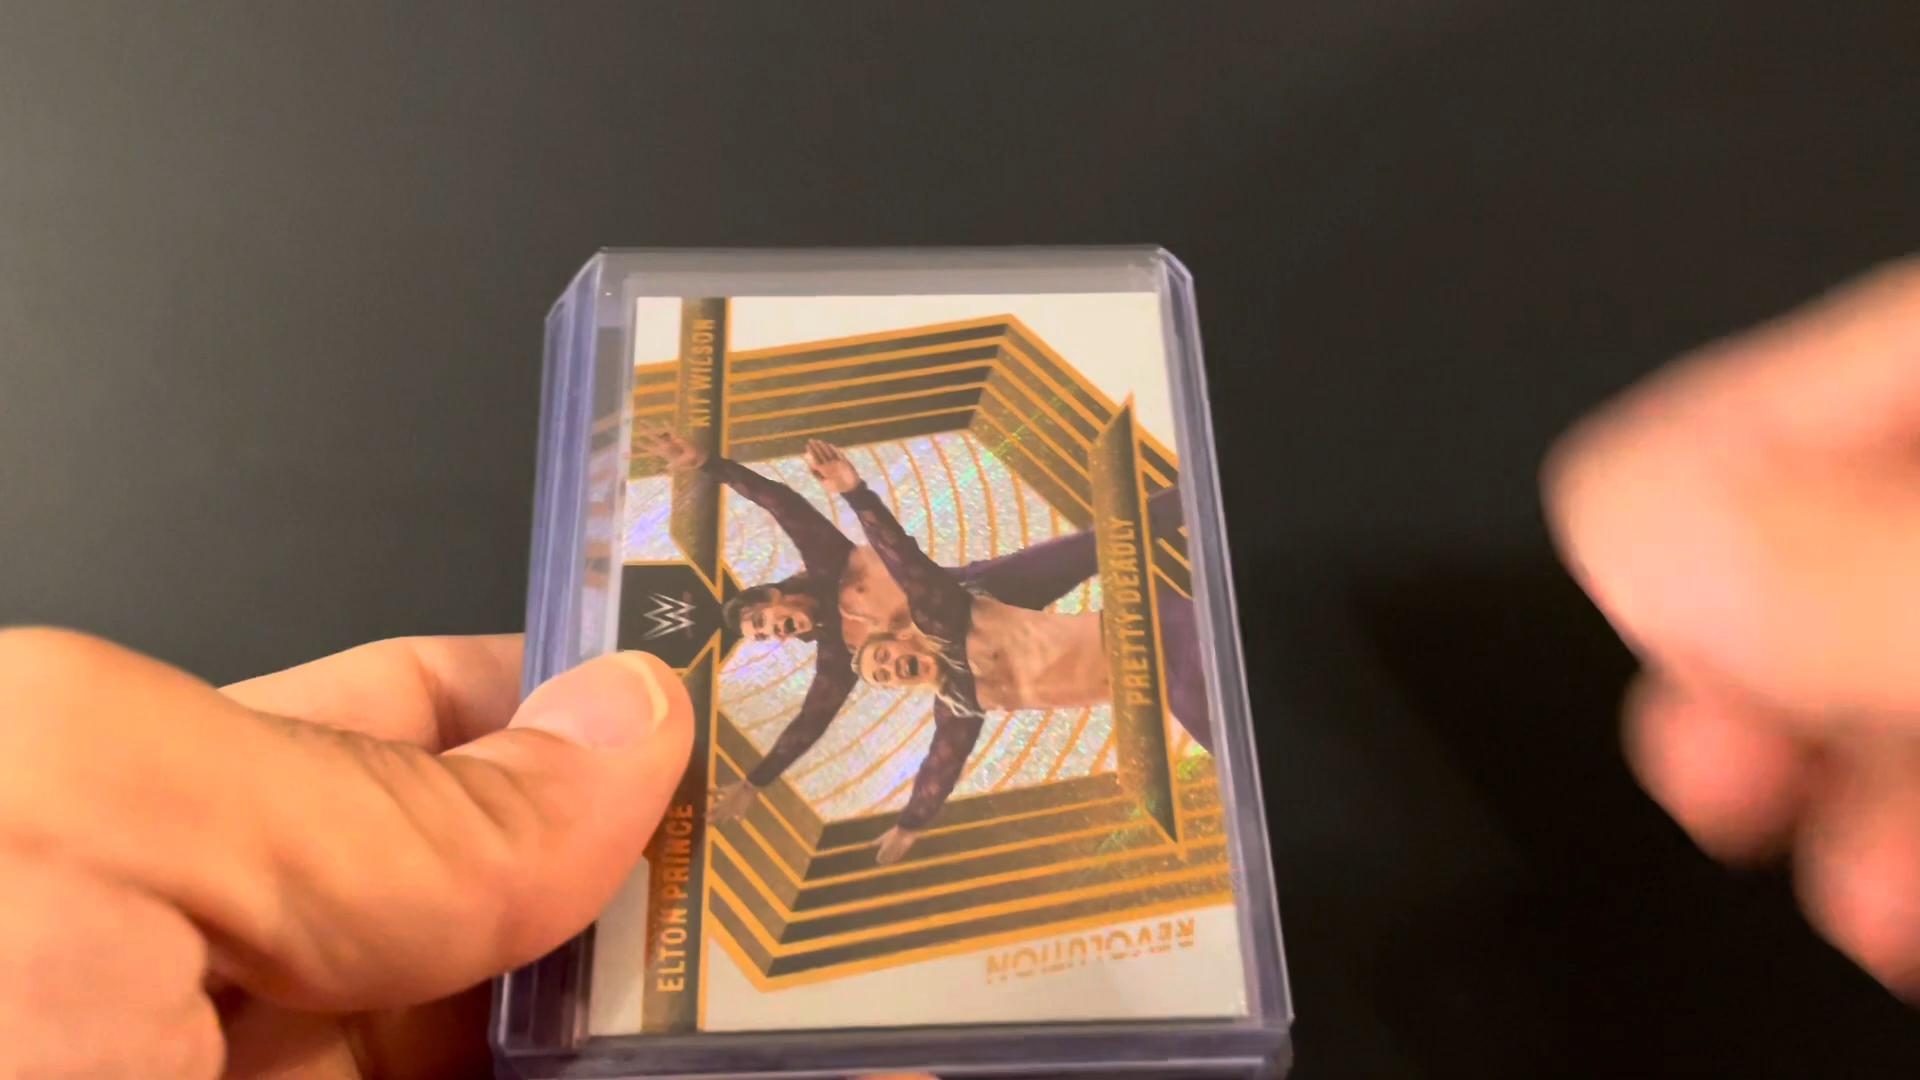 KIT WILSON
W
PRETTY DEADLY
ELTON PRINCE
REVOLUTION